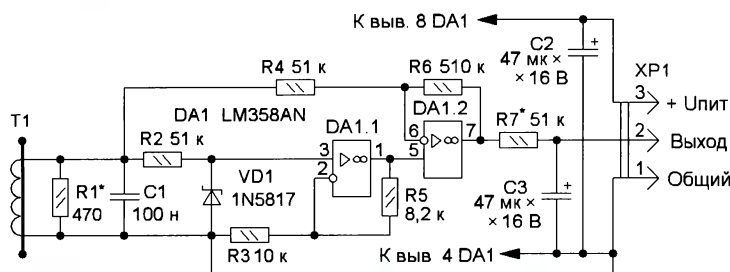 К выв. 8 DA1
C2
47 мк ×
× 16 В
XP1
R4 51 к
R6 510 к
DA1 LM358AN
DA1.2
3
+ Uпит
T1
R2 51 к
DA1.1
6
5
▷∞
7
R7* 51 к
2
Выход
3
2
▷∞
1
1
Общий
R1*
470
C1
100 н
VD1
1N5817
R5
8,2 к
C3
47 мк ×
× 16 В
R3 10 к
К выв 4 DA1